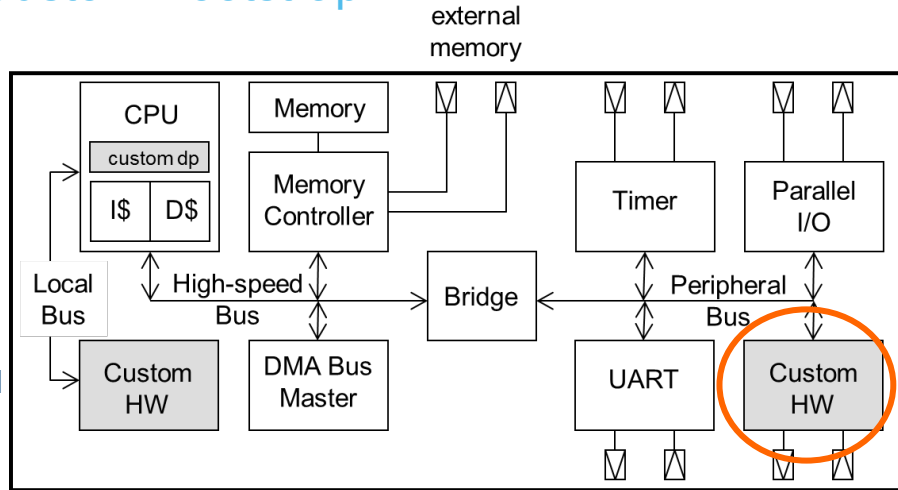 external
memory
CPU
custom dp
I$ D$
Memory
Memory
Controller
Timer
Parallel
I/O
Local
Bus
High-speed
Bus
Bridge
Peripheral
Bus
Custom
HW
DMA Bus
Master
UART
Custom
HW